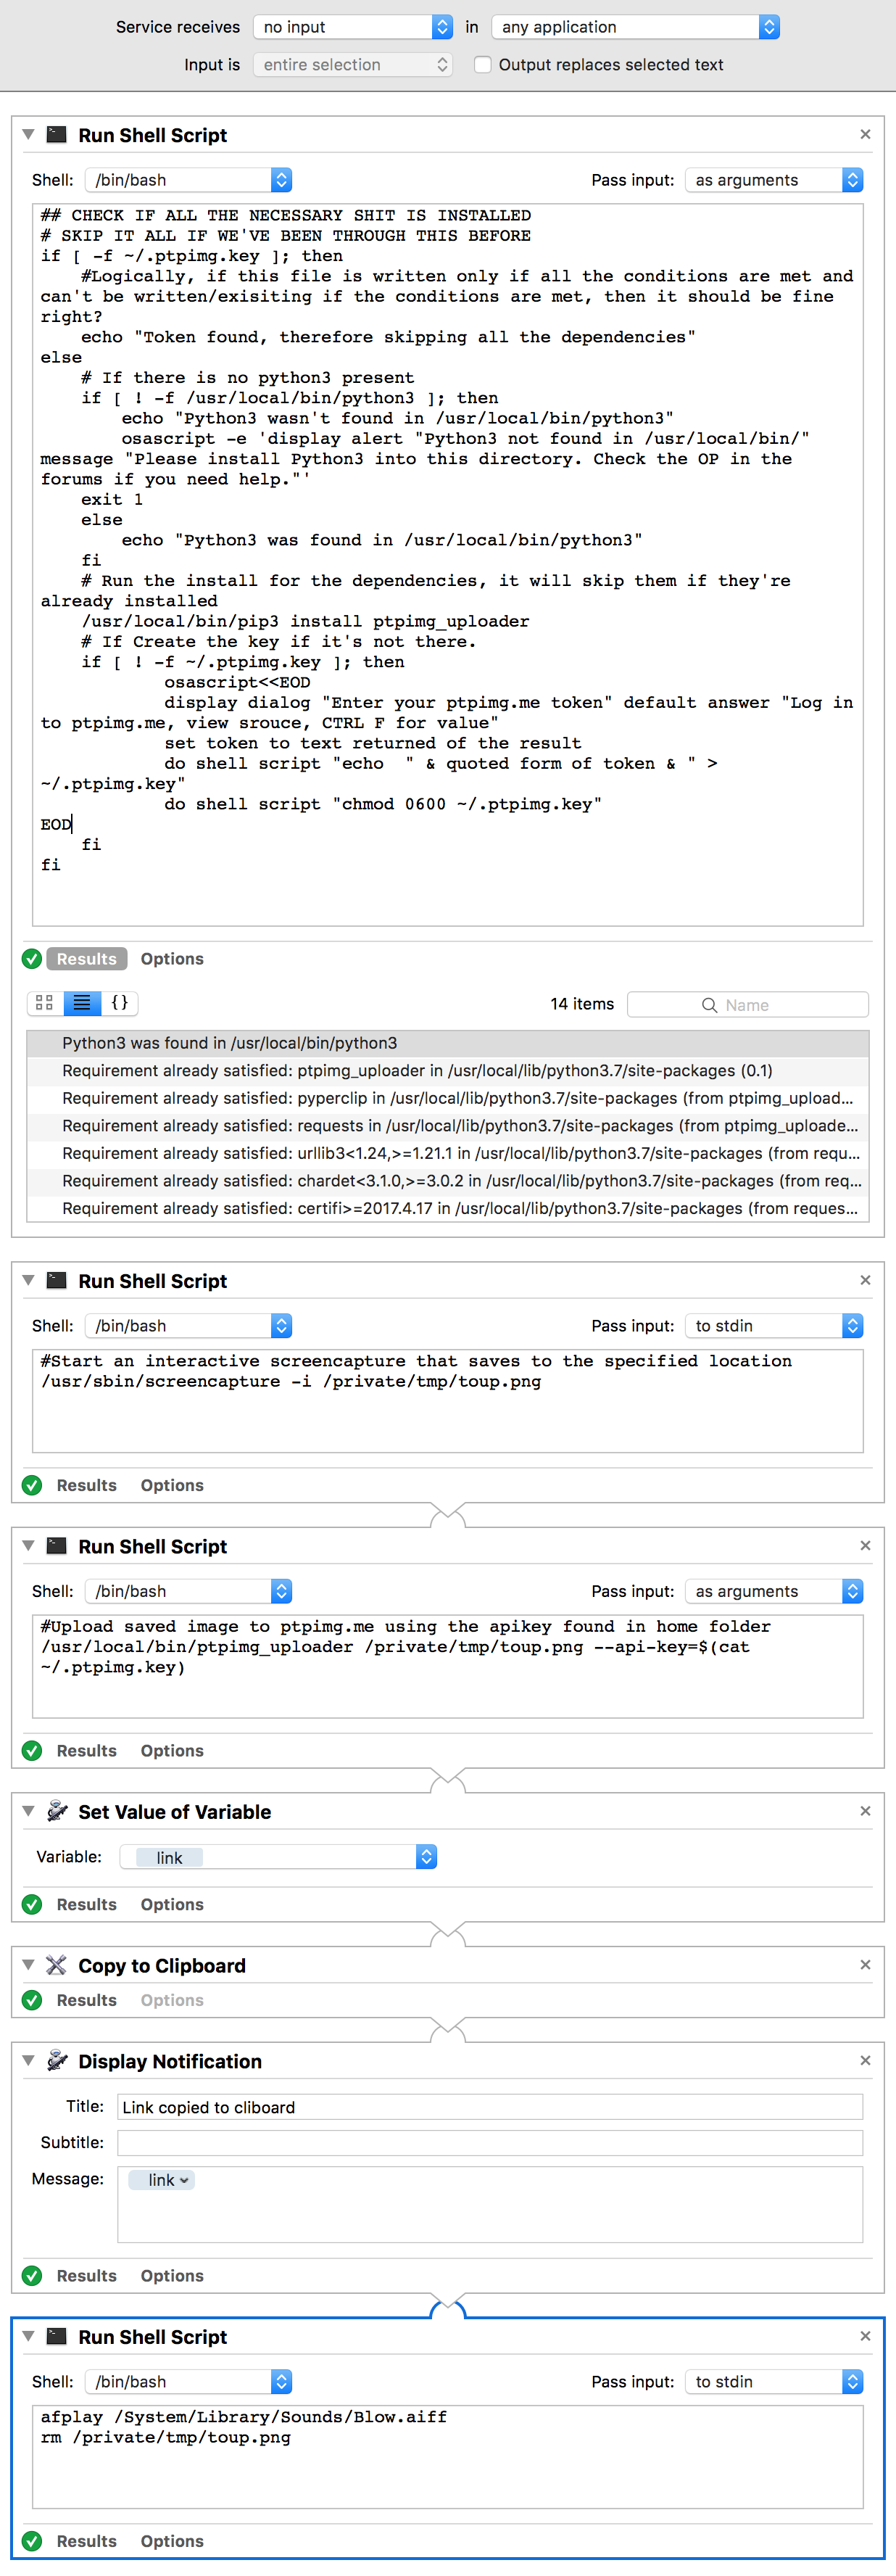 Service receives no input in any application
Input is entire selection Output replaces selected text
Run Shell Script
Shell: /bin/bash Pass input: as arguments
## CHECK IF ALL THE NECESSARY SHIT IS INSTALLED
# SKIP IT ALL IF WE'VE BEEN THROUGH THIS BEFORE
if [ -f ~/.ptpimg.key ]; then
#Logically, if this file is written only if all the conditions are met and
can't be written/exisiting if the conditions are met, then it should be fine
right?
echo "Token found, therefore skipping all the dependencies"
else
# If there is no python3 present
if [ ! -f /usr/local/bin/python3 ]; then
echo "Python3 wasn't found in /usr/local/bin/python3"
osascript -e 'display alert "Python3 not found in /usr/local/bin/"
message "Please install Python3 into this directory. Check the OP in the
forums if you need help."'
exit 1
else
echo "Python3 was found in /usr/local/bin/python3"
fi
# Run the install for the dependencies, it will skip them if they're
already installed
/usr/local/bin/pip3 install ptpimg_uploader
# If Create the key if it's not there.
if [ ! -f ~/.ptpimg.key ]; then
osascript<<EOD
display dialog "Enter your ptpimg.me token" default answer "Log in
to ptpimg.me, view srouce, CTRL F for value"
set token to text returned of the result
do shell script "echo  " & quoted form of token & " >
~/.ptpimg.key"
do shell script "chmod 0600 ~/.ptpimg.key"
EOD
fi
fi
Results Options
{} 14 items Name
Python3 was found in /usr/local/bin/python3
Requirement already satisfied: ptpimg_uploader in /usr/local/lib/python3.7/site-packages (0.1)
Requirement already satisfied: pyperclip in /usr/local/lib/python3.7/site-packages (from ptpimg_upload...
Requirement already satisfied: requests in /usr/local/lib/python3.7/site-packages (from ptpimg_uploade...
Requirement already satisfied: urllib3<1.24,>=1.21.1 in /usr/local/lib/python3.7/site-packages (from requ...
Requirement already satisfied: chardet<3.1.0,>=3.0.2 in /usr/local/lib/python3.7/site-packages (from req...
Requirement already satisfied: certifi>=2017.4.17 in /usr/local/lib/python3.7/site-packages (from reques...
Run Shell Script
Shell: /bin/bash Pass input: to stdin
#Start an interactive screencapture that saves to the specified location
/usr/sbin/screencapture -i /private/tmp/toup.png
Results Options
Run Shell Script
Shell: /bin/bash Pass input: as arguments
#Upload saved image to ptpimg.me using the apikey found in home folder
/usr/local/bin/ptpimg_uploader /private/tmp/toup.png --api-key=$(cat
~/.ptpimg.key)
Results Options
Set Value of Variable
Variable: link
Results Options
Copy to Clipboard
Results Options
Display Notification
Title: Link copied to cliboard
Subtitle:
Message: link
Results Options
Run Shell Script
Shell: /bin/bash Pass input: to stdin
afplay /System/Library/Sounds/Blow.aiff
rm /private/tmp/toup.png
Results Options